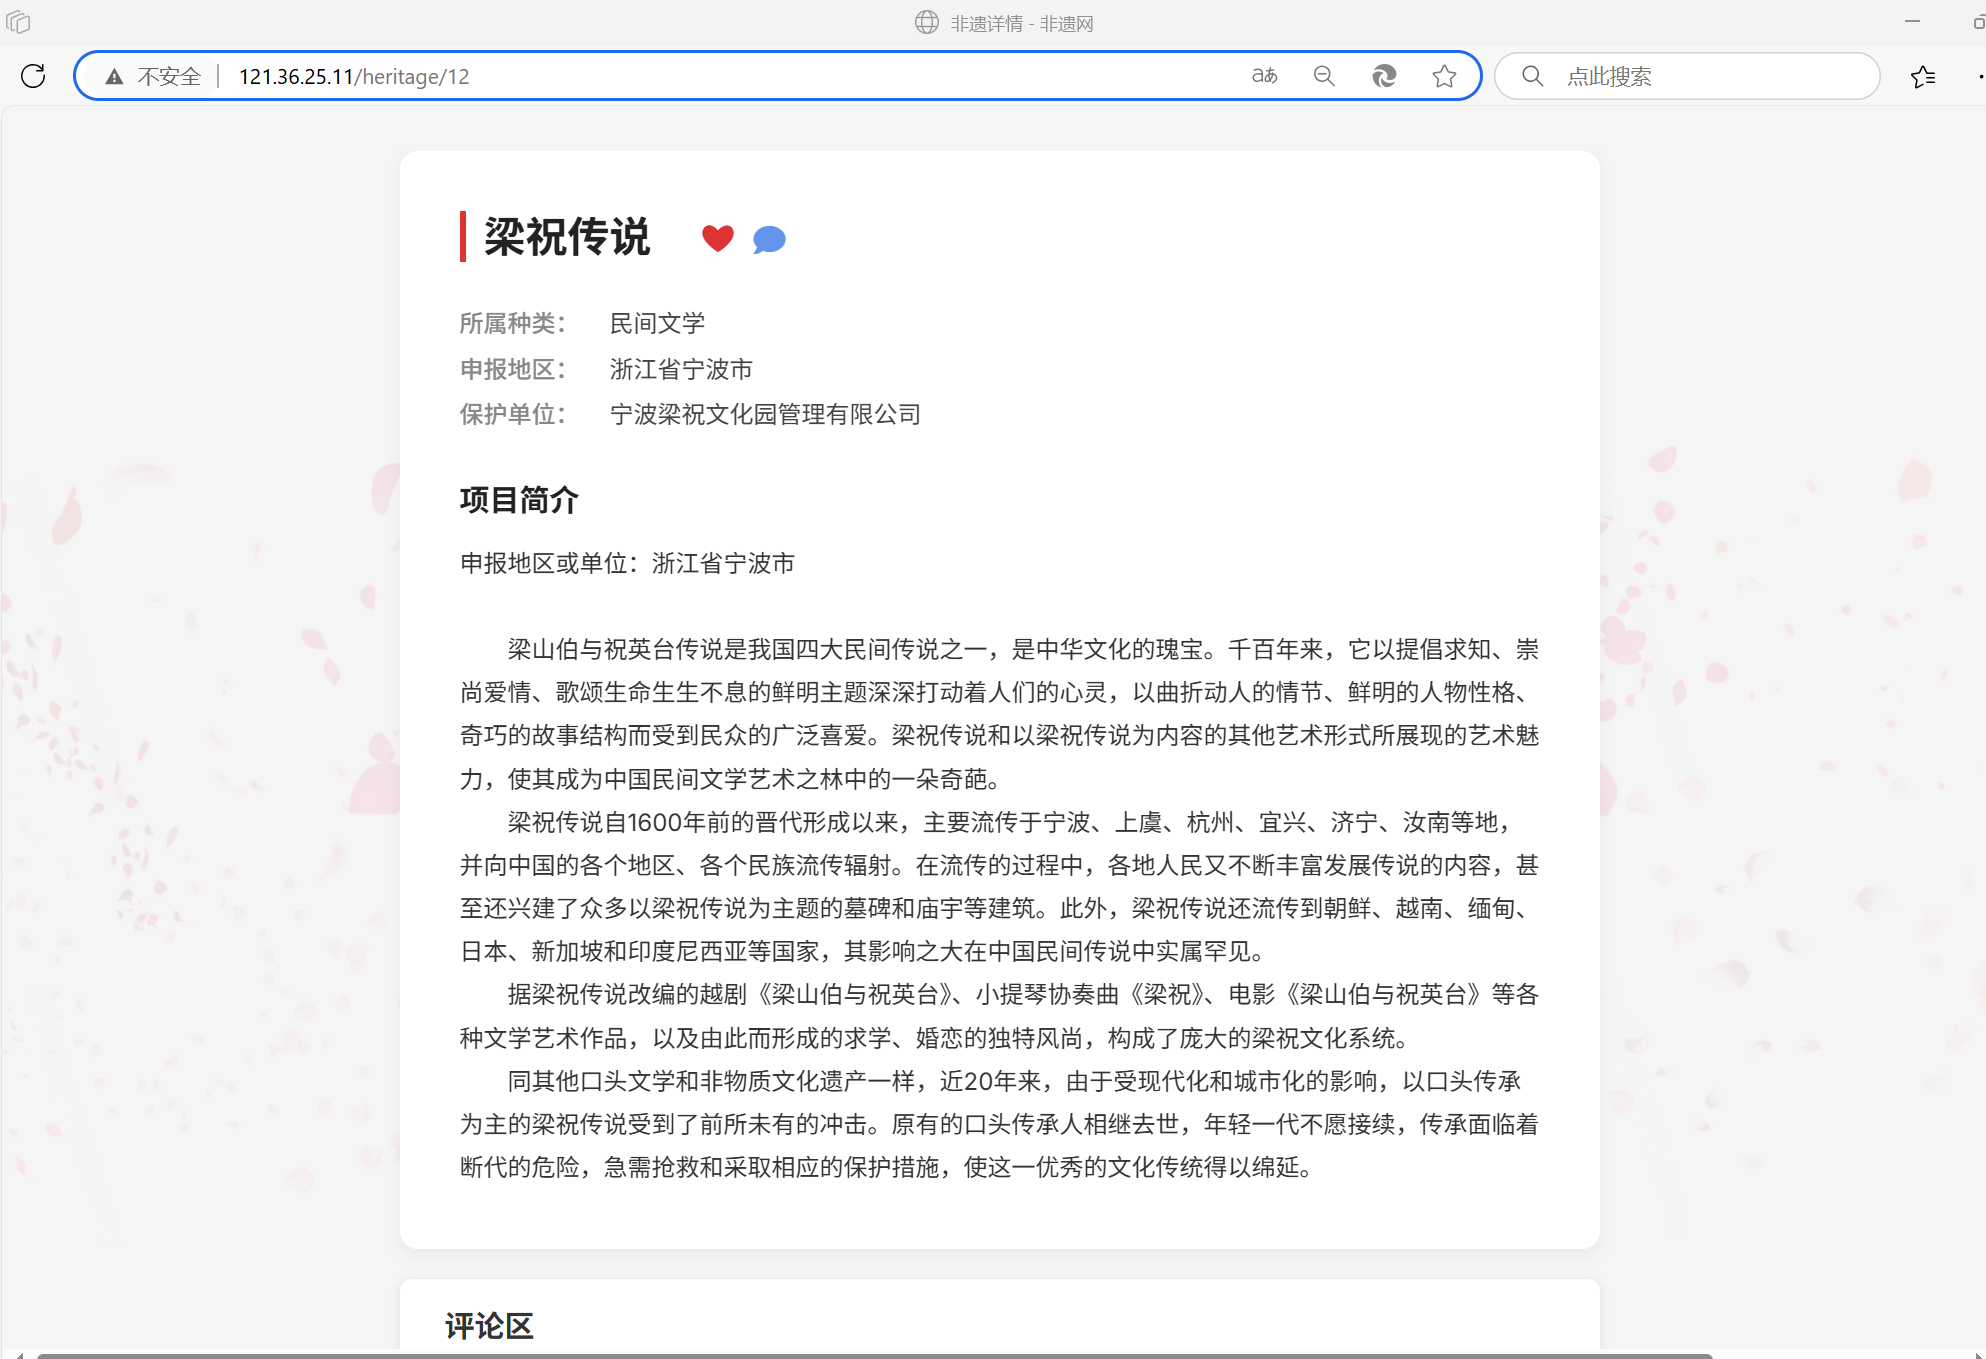 非遗详情 - 非遗网
不安全 121.36.25.11/heritage/12 aあ 点此搜索
梁祝传说
所属种类： 民间文学
申报地区： 浙江省宁波市
保护单位： 宁波梁祝文化园管理有限公司
项目简介
申报地区或单位：浙江省宁波市
梁山伯与祝英台传说是我国四大民间传说之一，是中华文化的瑰宝。千百年来，它以提倡求知、崇
尚爱情、歌颂生命生生不息的鲜明主题深深打动着人们的心灵，以曲折动人的情节、鲜明的人物性格、
奇巧的故事结构而受到民众的广泛喜爱。梁祝传说和以梁祝传说为内容的其他艺术形式所展现的艺术魅
力，使其成为中国民间文学艺术之林中的一朵奇葩。
梁祝传说自1600年前的晋代形成以来，主要流传于宁波、上虞、杭州、宜兴、济宁、汝南等地，
并向中国的各个地区、各个民族流传辐射。在流传的过程中，各地人民又不断丰富发展传说的内容，甚
至还兴建了众多以梁祝传说为主题的墓碑和庙宇等建筑。此外，梁祝传说还流传到朝鲜、越南、缅甸、
日本、新加坡和印度尼西亚等国家，其影响之大在中国民间传说中实属罕见。
据梁祝传说改编的越剧《梁山伯与祝英台》、小提琴协奏曲《梁祝》、电影《梁山伯与祝英台》等各
种文学艺术作品，以及由此而形成的求学、婚恋的独特风尚，构成了庞大的梁祝文化系统。
同其他口头文学和非物质文化遗产一样，近20年来，由于受现代化和城市化的影响，以口头传承
为主的梁祝传说受到了前所未有的冲击。原有的口头传承人相继去世，年轻一代不愿接续，传承面临着
断代的危险，急需抢救和采取相应的保护措施，使这一优秀的文化传统得以绵延。
评论区